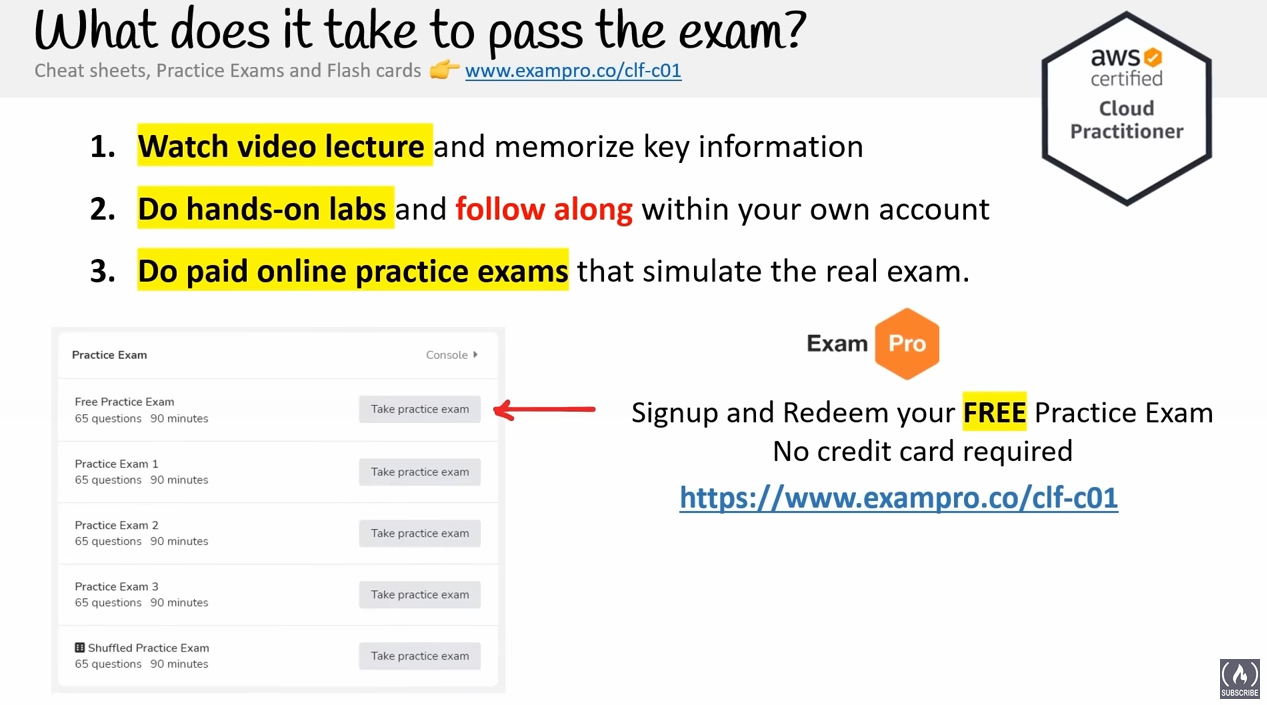 What does it take to pass the exam?
Cheat sheets, Practice Exams and Flash cards 👉 www.exampro.co/clf-c01
aws
certified
Cloud
Practitioner
1. Watch video lecture and memorize key information
2. Do hands-on labs and follow along within your own account
3. Do paid online practice exams that simulate the real exam.
Practice Exam Console
Free Practice Exam
65 questions 90 minutes
Take practice exam
Practice Exam 1
65 questions 90 minutes
Take practice exam
Practice Exam 2
65 questions 90 minutes
Take practice exam
Practice Exam 3
65 questions 90 minutes
Take practice exam
Shuffled Practice Exam
65 questions 90 minutes
Take practice exam
Exam Pro
Signup and Redeem your FREE Practice Exam
No credit card required
https://www.exampro.co/clf-c01
SUBSCRIBE